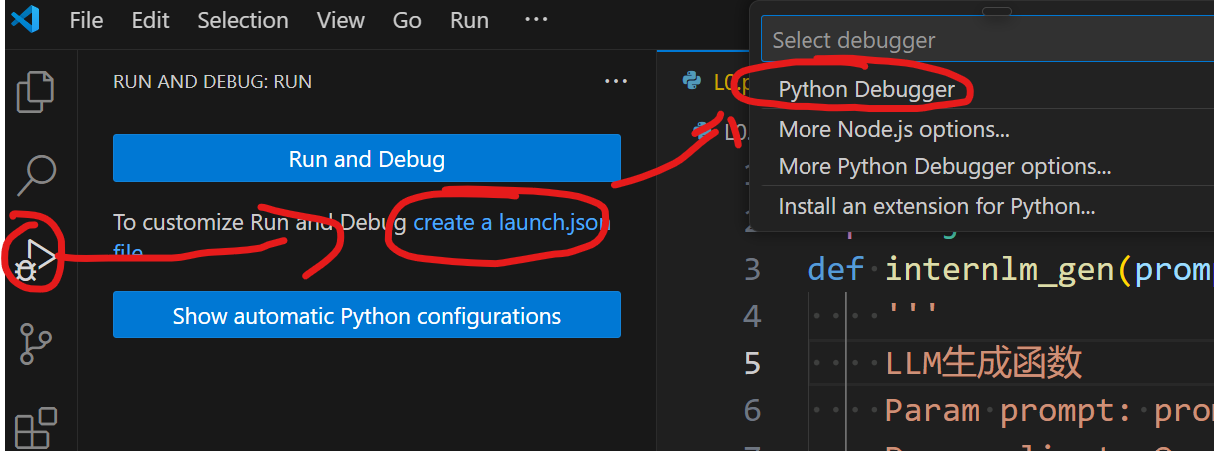 File Edit Selection View Go Run ···
RUN AND DEBUG: RUN ···
Run and Debug
To customize Run and Debug create a launch.json
file
Show automatic Python configurations
Select debugger
Python Debugger
More Node.js options...
More Python Debugger options...
Install an extension for Python...
L0.p
L0.
3 def internlm_gen(prom
4 '''
5 LLM生成函数
6 Param prompt: pro